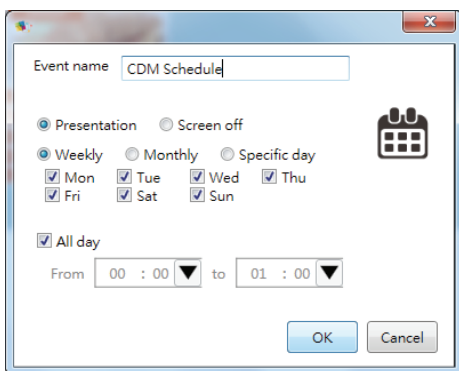 Event name CDM Schedule
Presentation Screen off
Weekly Monthly Specific day
Mon Tue Wed Thu
Fri Sat Sun
All day
From 00 : 00 to 01 : 00
OK Cancel